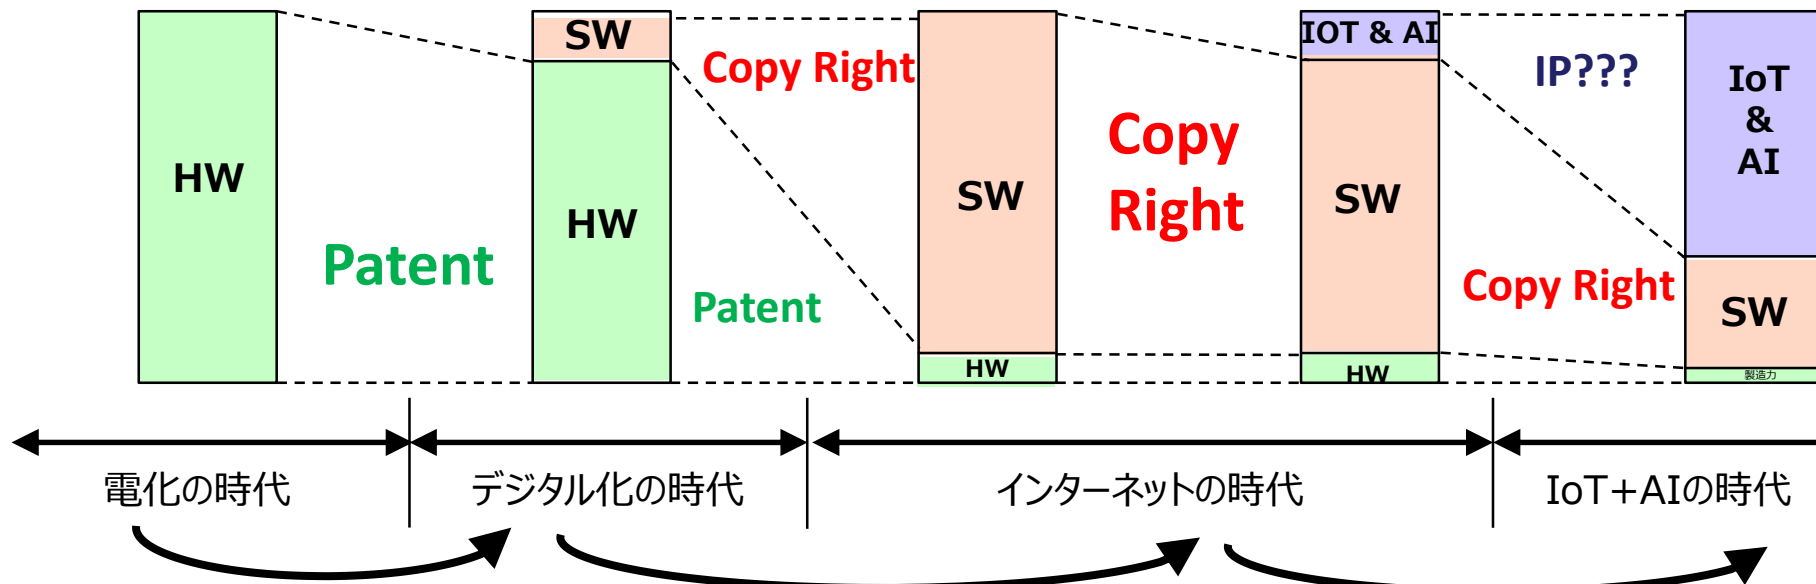 HW
Patent
SW
HW
Copy Right
Patent
SW
HW
Copy
Right
IOT & AI
SW
HW
IP???
Copy Right
IoT
&
AI
SW
製造力
電化の時代
デジタル化の時代
インターネットの時代
IoT+AIの時代